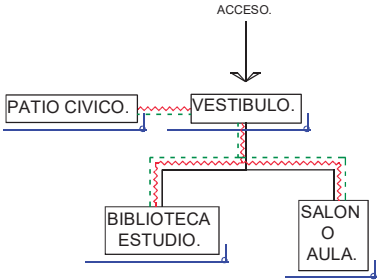 ACCESO.
PATIO CIVICO.
VESTIBULO.
BIBLIOTECA
ESTUDIO.
SALON
O
AULA.